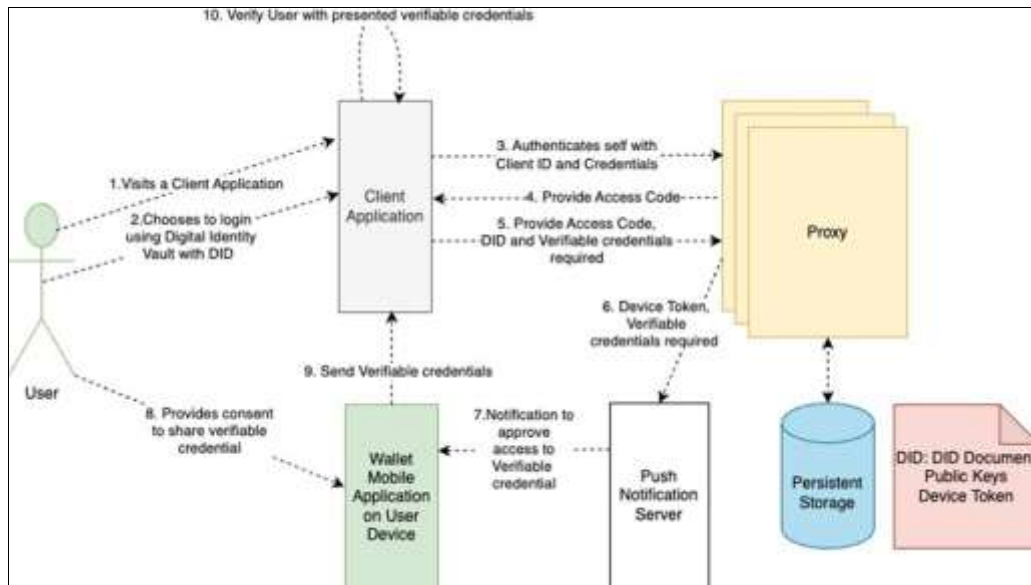 10. Verify User with presented verifiable credentials
1.Visits a Client Application
2.Chooses to login
using Digital Identity
Vault with DID
User
Client
Application
3. Authenticates self with
Client ID and Credentials
4. Provide Access Code
5. Provide Access Code,
DID and Verifiable credentials
required
Proxy
6. Device Token,
Verifiable
credentials required
9. Send Verifiable credentials
8. Provides consent
to share verifiable
credential
Wallet
Mobile
Application
on User
Device
7.Notification to
approve
access to
Verifiable
credential
Push
Notification
Server
Persistent
Storage
DID: DID Documen
Public Keys
Device Token